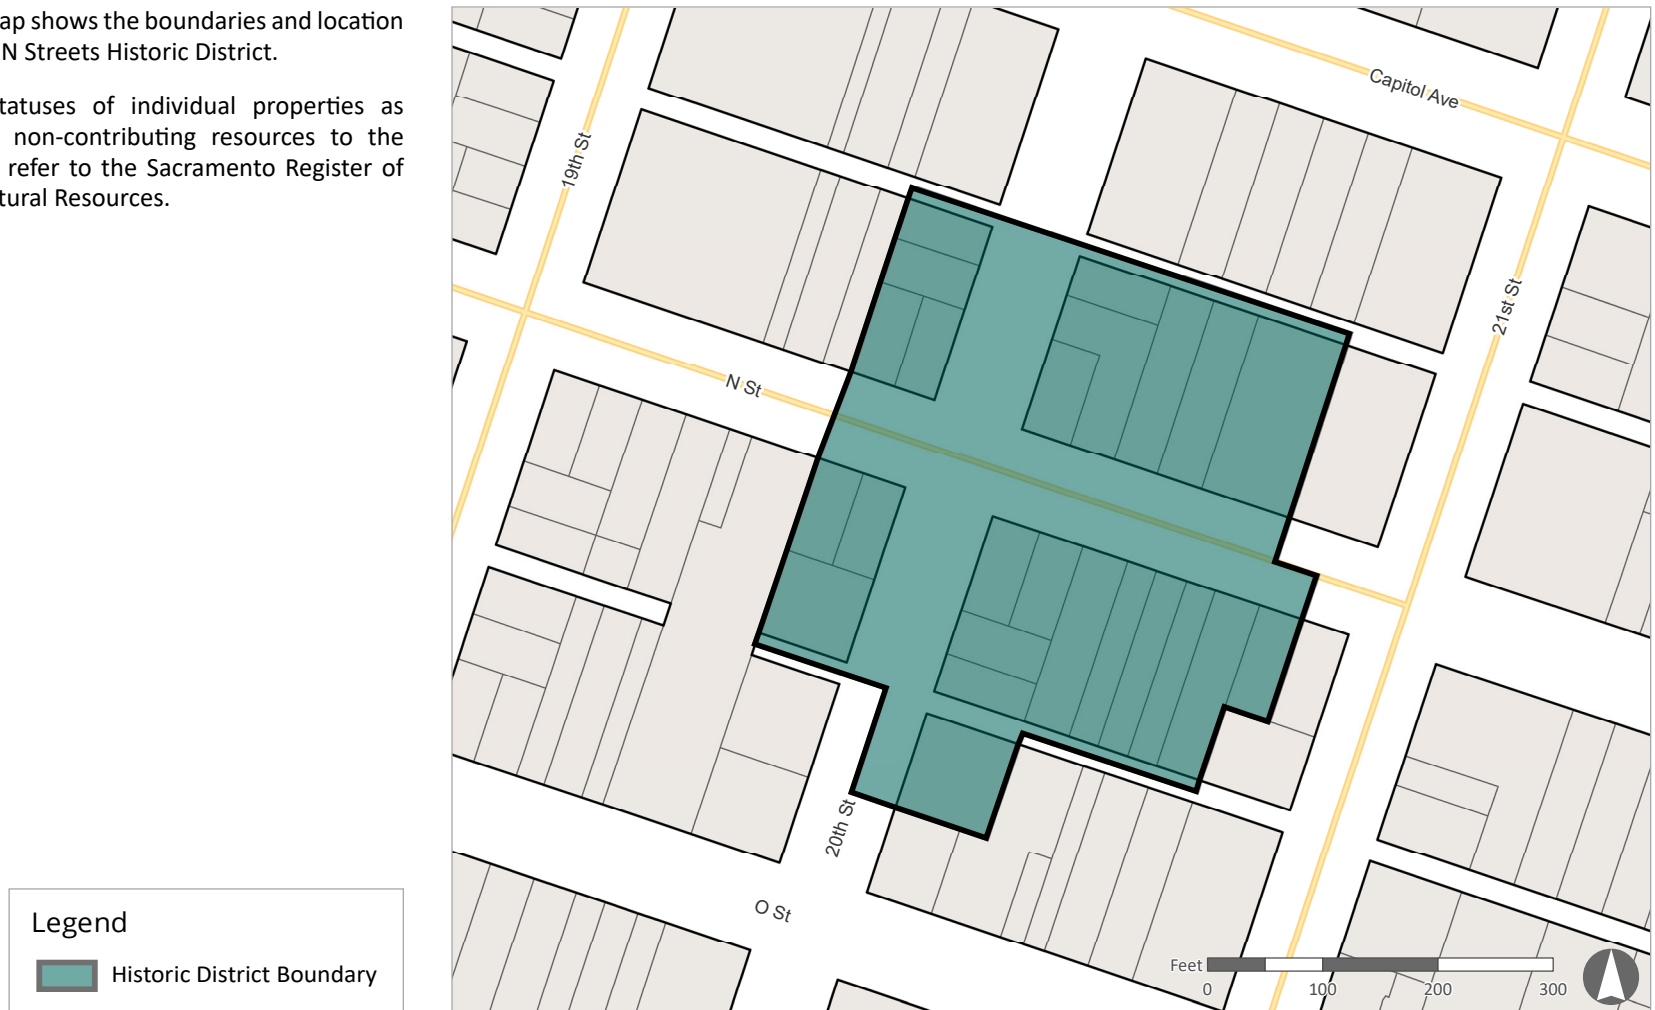 ap shows the boundaries and location
N Streets Historic District.
tatuses of individual properties as
non-contributing resources to the
refer to the Sacramento Register of
tural Resources.
Capitol Ave
19th St
21st St
N St
20th St
O St
Legend
Historic District Boundary
Feet
0 100 200 300